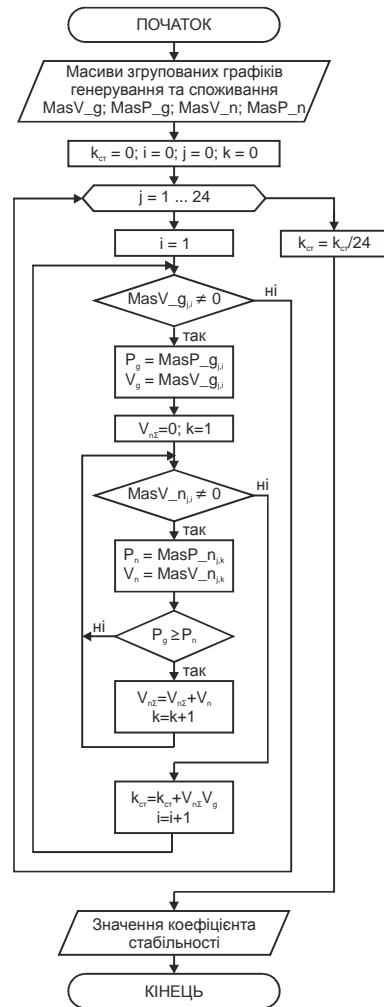 ПОЧАТОК
Масиви згрупованих графіків
генерування та споживання
MasV_g; MasP_g; MasV_n; MasP_n
kст = 0; i = 0; j = 0; k = 0
j = 1 ... 24
i = 1
kст = kст/24
MasV_gj,i ≠ 0
ні
так
Pg = MasP_gj,i
Vg = MasV_gj,i
VnΣ=0; k=1
MasV_nj,i ≠ 0
ні
так
Pn = MasP_nj,k
Vn = MasV_nj,k
ні
Pg ≥Pn
так
VnΣ=VnΣ+Vn
k=k+1
kст=kст+VnΣVg
i=i+1
Значення коефіцієнта
стабільності
КІНЕЦЬ